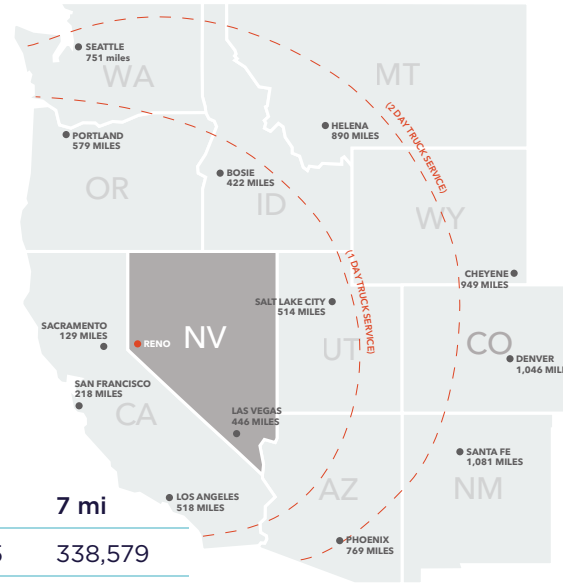 SEATTLE
751 miles
WA
MT
(2 DAY TRUCK SERVICE)
HELENA
890 MILES
PORTLAND
579 MILES
OR
BOSIE
422 MILES
ID
WY
(1 DAY TRUCK SERVICE)
CHEYENE
949 MILES
SALT LAKE CITY
514 MILES
SACRAMENTO
129 MILES
RENO
NV
UT
CO
DENVER
1,046 MIL
SAN FRANCISCO
218 MILES
CA
LAS VEGAS
446 MILES
SANTA FE
1,081 MILES
LOS ANGELES
518 MILES
AZ
NM
PHOENIX
769 MILES
7 mi
338,579